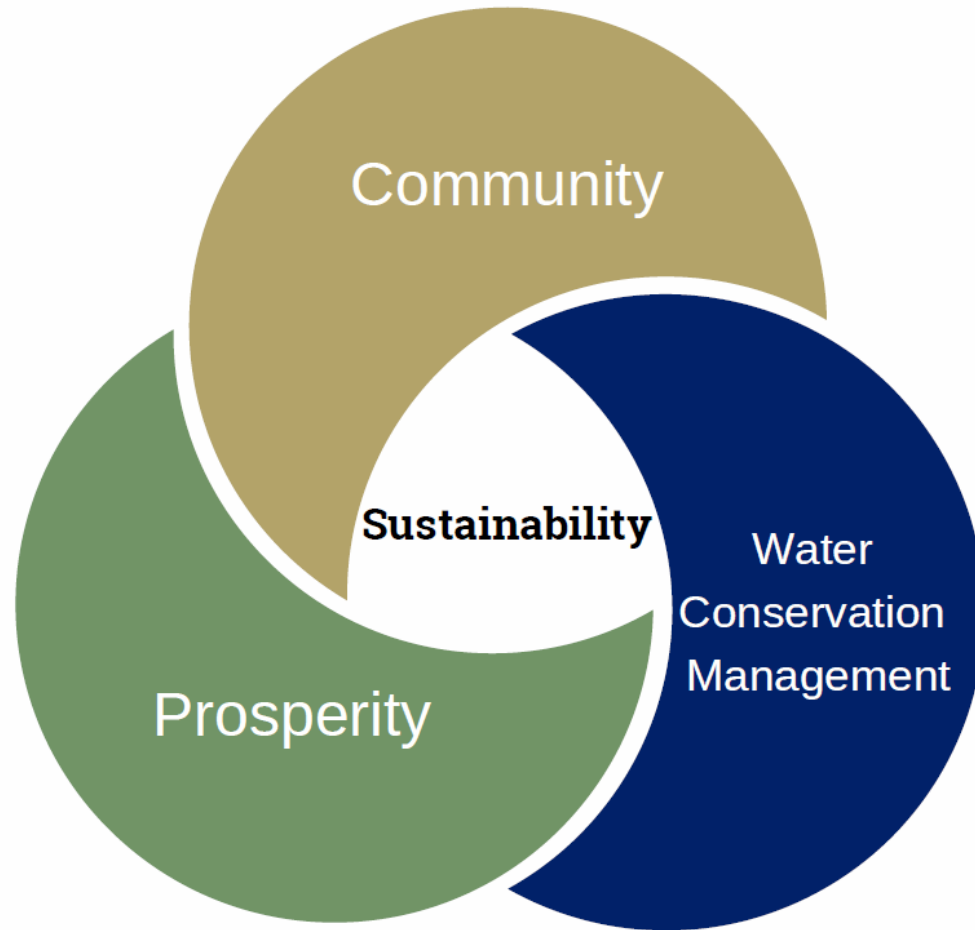 Community
Sustainability
Water
Conservation
Management
Prosperity